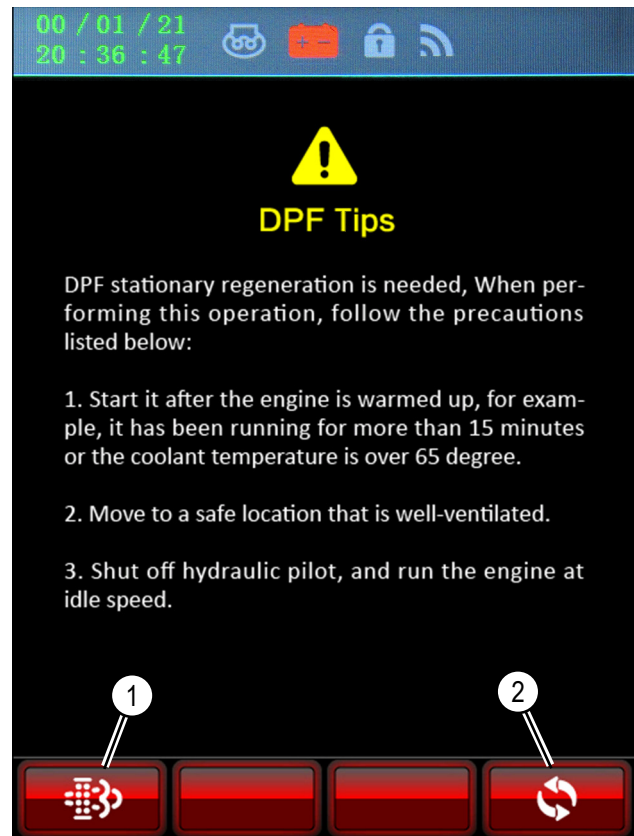 00 / 01 / 21
20 : 36 : 47
DPF Tips
DPF stationary regeneration is needed, When per-
forming this operation, follow the precautions
listed below:
1. Start it after the engine is warmed up, for exam-
ple, it has been running for more than 15 minutes
or the coolant temperature is over 65 degree.
2. Move to a safe location that is well-ventilated.
3. Shut off hydraulic pilot, and run the engine at
idle speed.
1
2